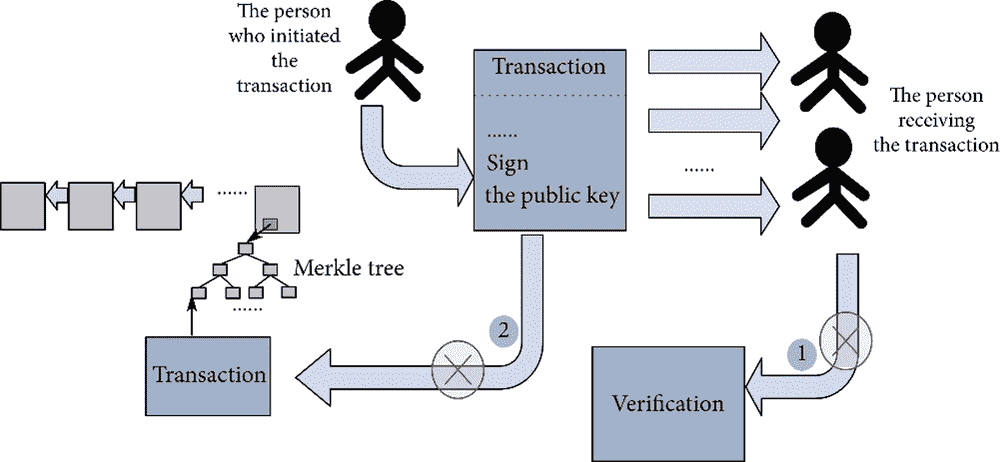 The person
who initiated
the
transaction
Transaction
......
Sign
the public key
......
The person
receiving
the transaction
......
Merkle tree
......
2
1
Transaction
Verification